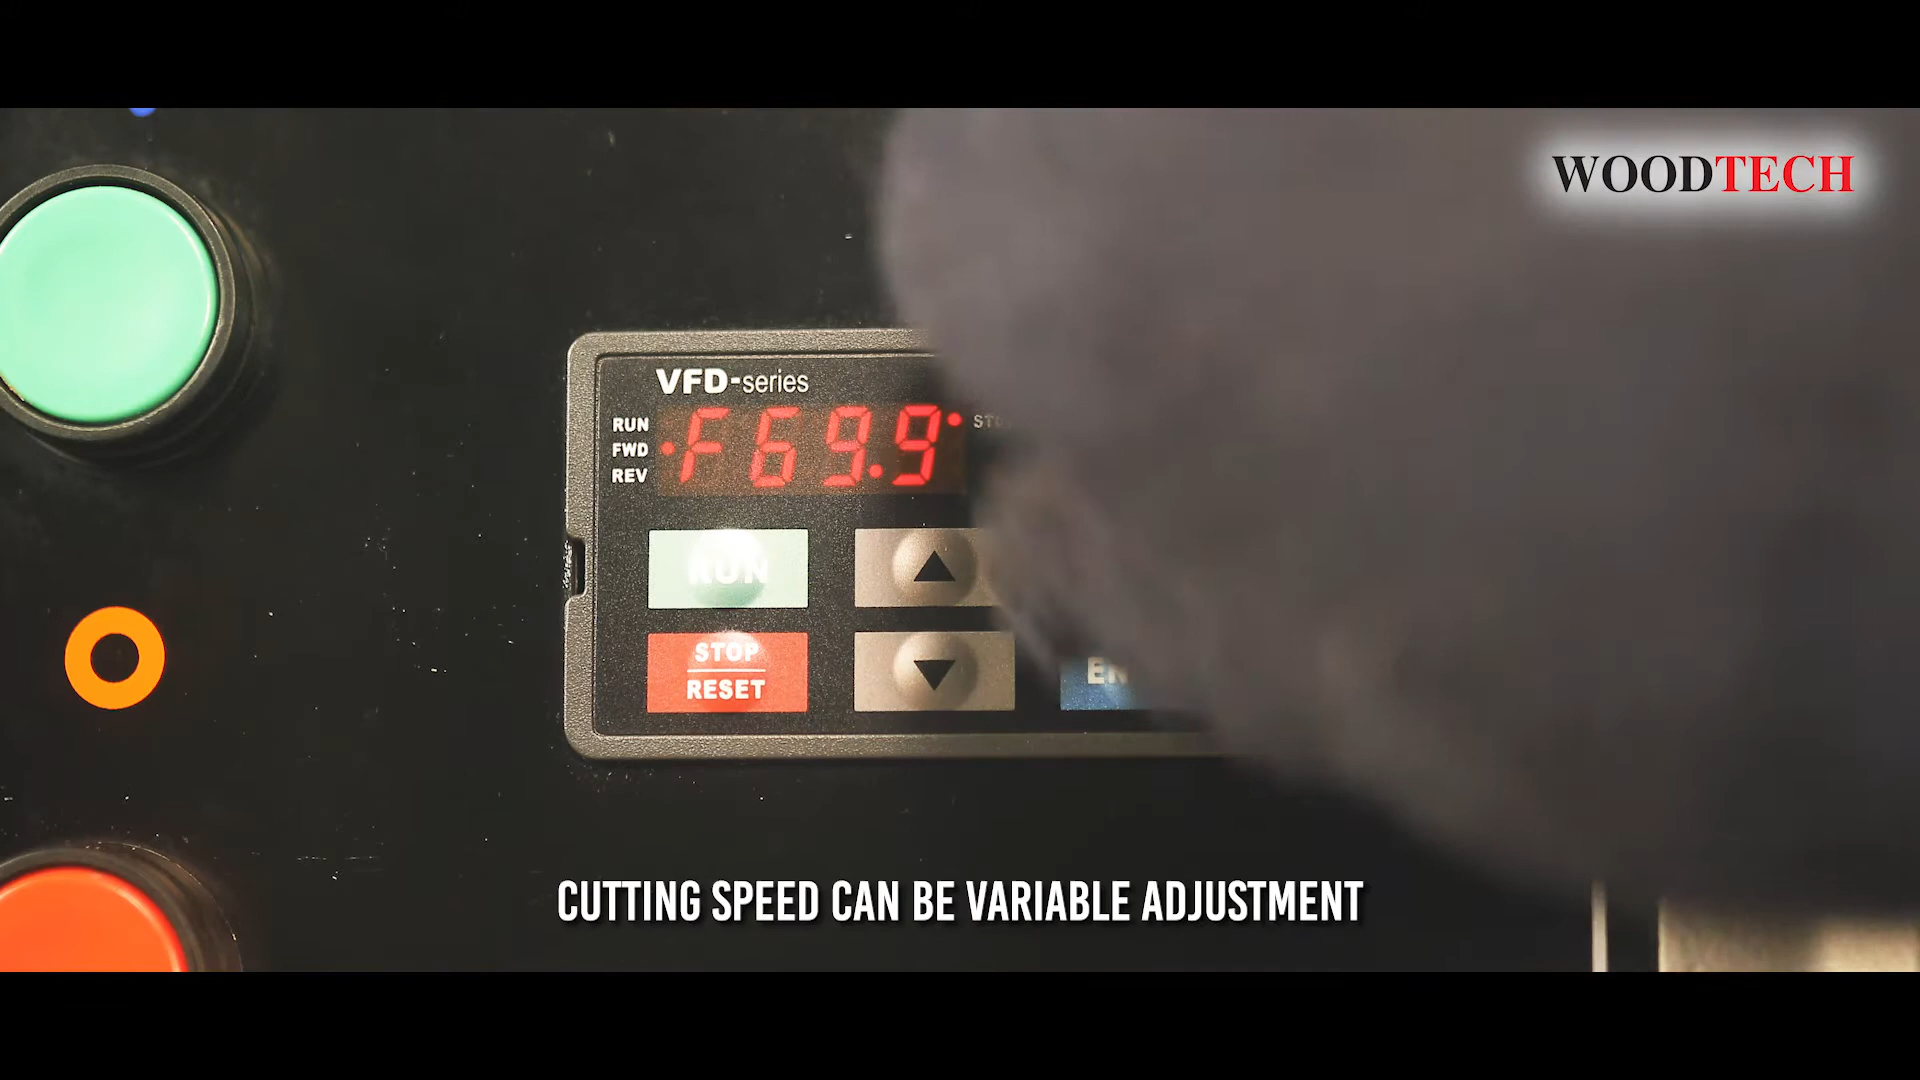 WOODTECH
VFD-series
RUN
FWD
REV
F69.9
RUN
STOP
RESET
CUTTING SPEED CAN BE VARIABLE ADJUSTMENT